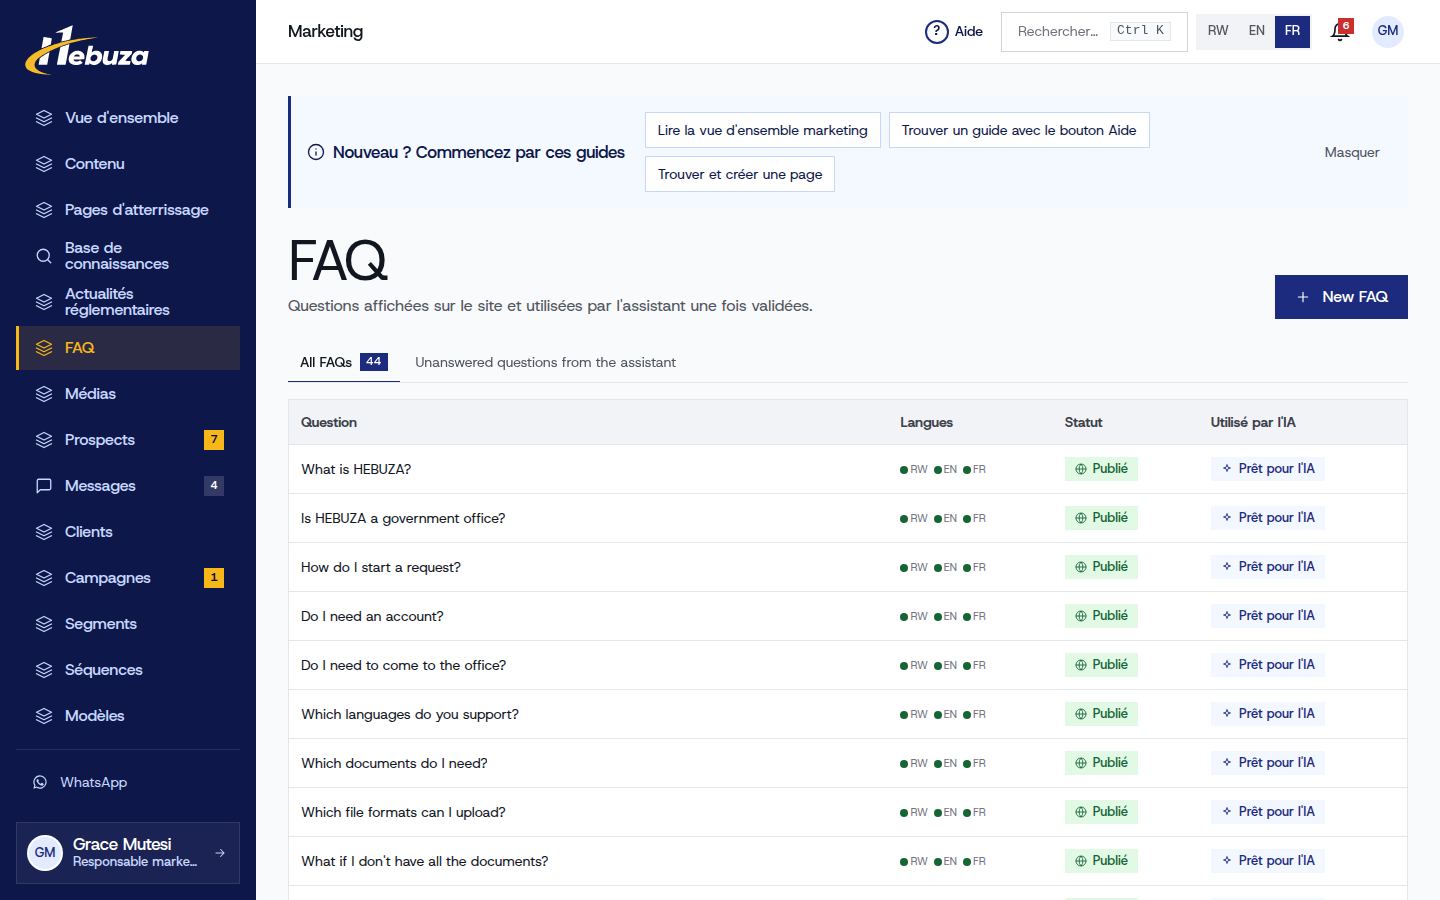 Hebuza
Marketing
Aide
Rechercher...
Ctrl K
RW
EN
FR
6
GM
Vue d'ensemble
Contenu
Pages d'atterrissage
Base de
connaissances
Actualités
réglementaires
FAQ
Médias
Prospects
7
Messages
4
Clients
Campagnes
1
Segments
Séquences
Modèles
WhatsApp
GM
Grace Mutesi
Responsable marke...
Nouveau ? Commencez par ces guides
Lire la vue d'ensemble marketing
Trouver un guide avec le bouton Aide
Trouver et créer une page
Masquer
FAQ
Questions affichées sur le site et utilisées par l'assistant une fois validées.
New FAQ
All FAQs 44
Unanswered questions from the assistant
Question Langues Statut Utilisé par l'IA
What is HEBUZA? RW EN FR Publié Prêt pour l'IA
Is HEBUZA a government office? RW EN FR Publié Prêt pour l'IA
How do I start a request? RW EN FR Publié Prêt pour l'IA
Do I need an account? RW EN FR Publié Prêt pour l'IA
Do I need to come to the office? RW EN FR Publié Prêt pour l'IA
Which languages do you support? RW EN FR Publié Prêt pour l'IA
Which documents do I need? RW EN FR Publié Prêt pour l'IA
Which file formats can I upload? RW EN FR Publié Prêt pour l'IA
What if I don't have all the documents? RW EN FR Publié Prêt pour l'IA